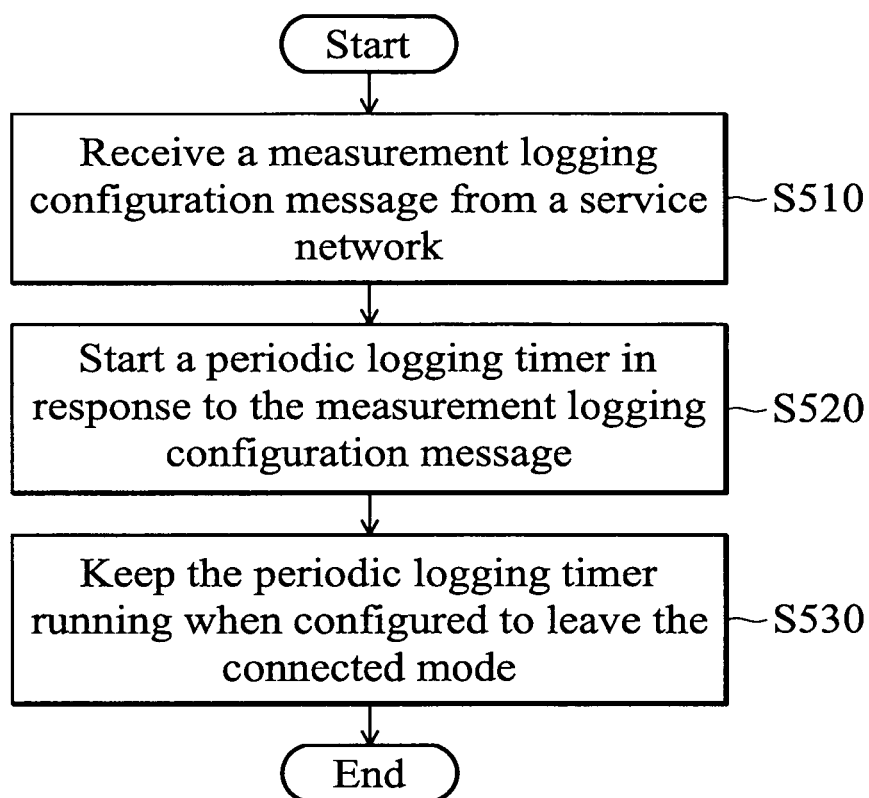 Start
Receive a measurement logging
configuration message from a service
network
S510
Start a periodic logging timer in
response to the measurement logging
configuration message
S520
Keep the periodic logging timer
running when configured to leave the
connected mode
S530
End